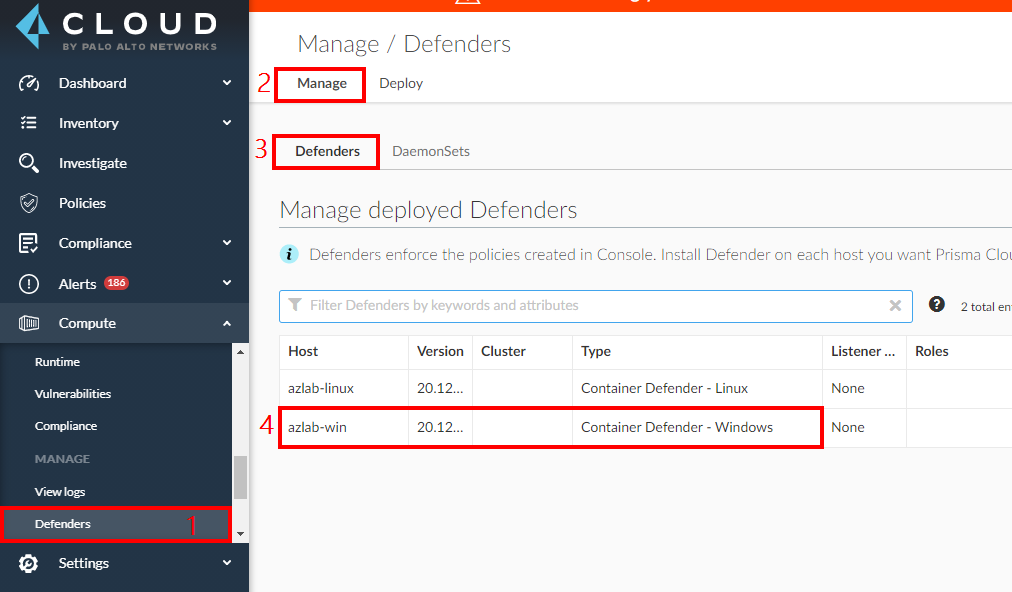 CLOUD
BY PALO ALTO NETWORKS
Dashboard
Inventory
Investigate
Policies
Compliance
Alerts 186
Compute
Runtime
Vulnerabilities
Compliance
MANAGE
View logs
Defenders 1
Settings
Manage / Defenders
2 Manage Deploy
3 Defenders DaemonSets
Manage deployed Defenders
i Defenders enforce the policies created in Console. Install Defender on each host you want Prisma Clou
Filter Defenders by keywords and attributes ? 2 total en
Host Version Cluster Type Listener ... Roles
azlab-linux 20.12... Container Defender - Linux None
4 azlab-win 20.12... Container Defender - Windows None